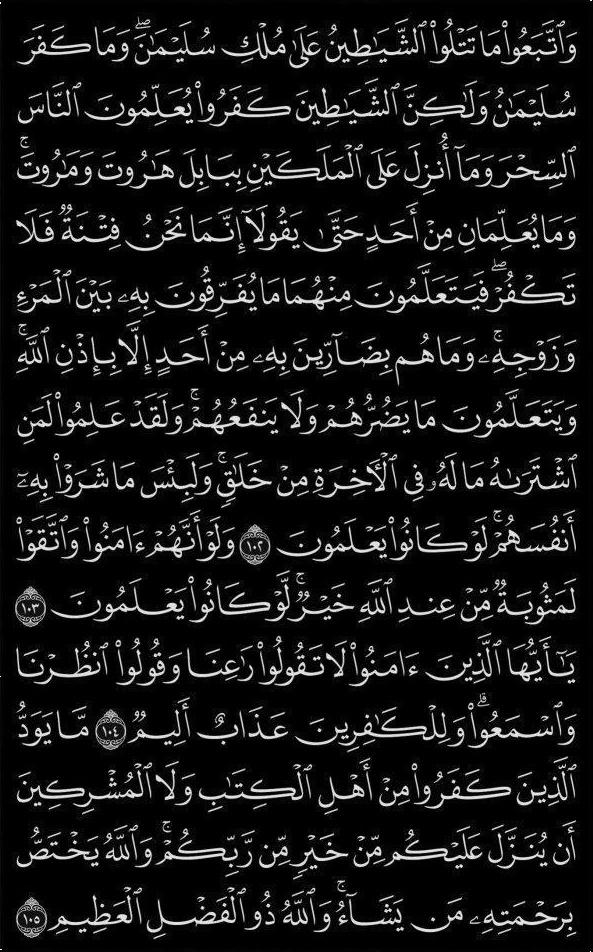 وَٱتَّبَعُوا۟ مَا تَتْلُوا۟ ٱلشَّيَـٰطِينُ عَلَىٰ مُلْكِ سُلَيْمَـٰنَ ۖ وَمَا كَفَرَ
سُلَيْمَـٰنُ وَلَـٰكِنَّ ٱلشَّيَـٰطِينَ كَفَرُوا۟ يُعَلِّمُونَ ٱلنَّاسَ
ٱلسِّحْرَ وَمَآ أُنزِلَ عَلَى ٱلْمَلَكَيْنِ بِبَابِلَ هَـٰرُوتَ وَمَـٰرُوتَ ۚ
وَمَا يُعَلِّمَانِ مِنْ أَحَدٍ حَتَّىٰ يَقُولَآ إِنَّمَا نَحْنُ فِتْنَةٌ فَلَا
تَكْفُرْ ۖ فَيَتَعَلَّمُونَ مِنْهُمَا مَا يُفَرِّقُونَ بِهِۦ بَيْنَ ٱلْمَرْءِ
وَزَوْجِهِۦ ۚ وَمَا هُم بِضَآرِّينَ بِهِۦ مِنْ أَحَدٍ إِلَّا بِإِذْنِ ٱللَّهِ ۚ
وَيَتَعَلَّمُونَ مَا يَضُرُّهُمْ وَلَا يَنفَعُهُمْ ۚ وَلَقَدْ عَلِمُوا۟ لَمَنِ
ٱشْتَرَىٰهُ مَا لَهُۥ فِى ٱلْـَٔاخِرَةِ مِنْ خَلَـٰقٍ ۚ وَلَبِئْسَ مَا شَرَوْا۟ بِهِۦٓ
أَنفُسَهُمْ ۚ لَوْ كَانُوا۟ يَعْلَمُونَ ١٠٢ وَلَوْ أَنَّهُمْ ءَامَنُوا۟ وَٱتَّقَوْا۟
لَمَثُوبَةٌ مِّنْ عِندِ ٱللَّهِ خَيْرٌ ۖ لَّوْ كَانُوا۟ يَعْلَمُونَ ١٠٣
يَـٰٓأَيُّهَا ٱلَّذِينَ ءَامَنُوا۟ لَا تَقُولُوا۟ رَٰعِنَا وَقُولُوا۟ ٱنظُرْنَا
وَٱسْمَعُوا۟ ۗ وَلِلْكَـٰفِرِينَ عَذَابٌ أَلِيمٌ ١٠٤ مَّا يَوَدُّ
ٱلَّذِينَ كَفَرُوا۟ مِنْ أَهْلِ ٱلْكِتَـٰبِ وَلَا ٱلْمُشْرِكِينَ
أَن يُنَزَّلَ عَلَيْكُم مِّنْ خَيْرٍ مِّن رَّبِّكُمْ ۗ وَٱللَّهُ يَخْتَصُّ
بِرَحْمَتِهِۦ مَن يَشَآءُ ۚ وَٱللَّهُ ذُو ٱلْفَضْلِ ٱلْعَظِيمِ ١٠٥